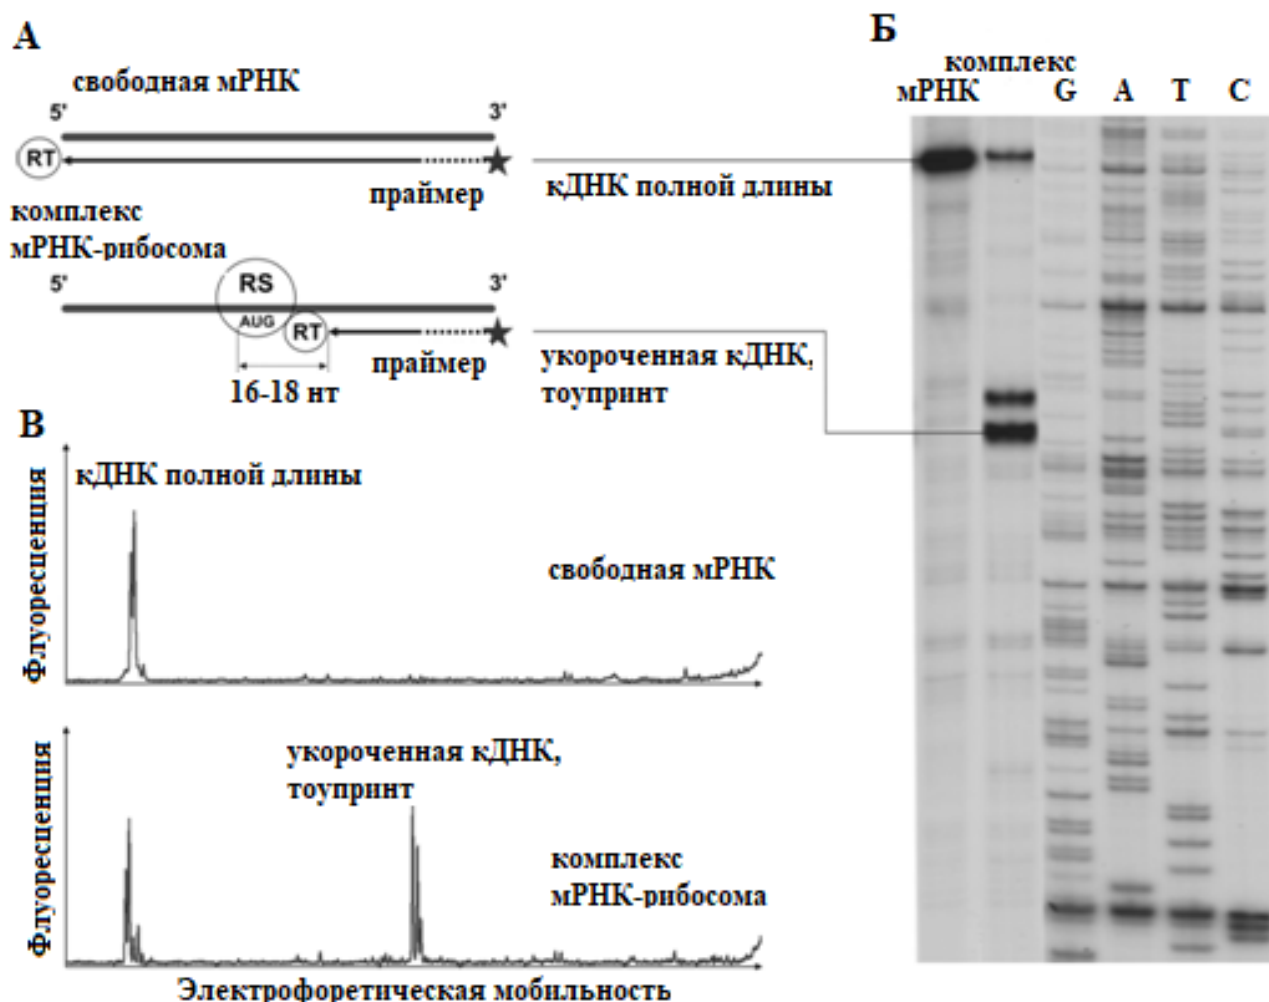 А
свободная мРНК
5'
3'
RT
праймер
кДНК полной длины
комплекс
мРНК-рибосома
5'
3'
RS
AUG
RT
праймер
16-18 нт
укороченная кДНК,
тоупринт
Б
комплекс
мРНК
G
A
T
C
В
Флуоресценция
кДНК полной длины
свободная мРНК
Флуоресценция
укороченная кДНК,
тоупринт
комплекс
мРНК-рибосома
Электрофоретическая мобильность